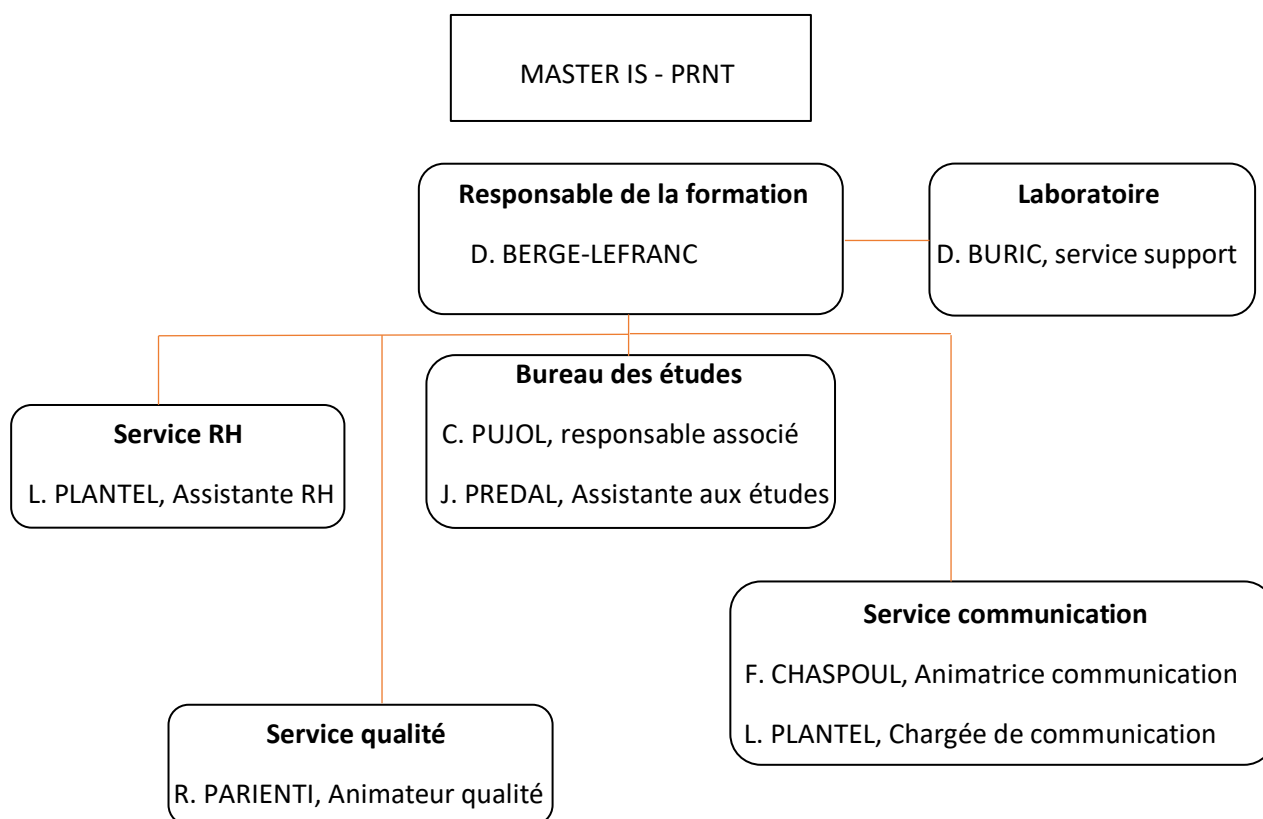 MASTER IS - PRNT
Responsable de la formation
D. BERGE-LEFRANC
Laboratoire
D. BURIC, service support
Bureau des études
C. PUJOL, responsable associé
J. PREDAL, Assistante aux études
Service RH
L. PLANTEL, Assistante RH
Service communication
F. CHASPOUL, Animatrice communication
L. PLANTEL, Chargée de communication
Service qualité
R. PARIENTI, Animateur qualité